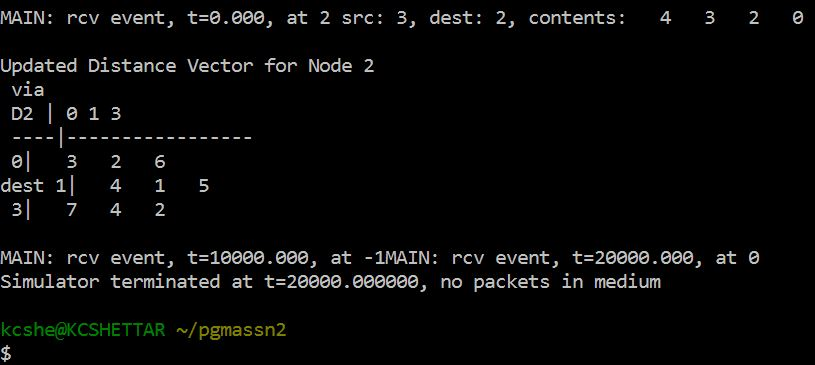 MAIN: rcv event, t=0.000, at 2 src: 3, dest: 2, contents:   4   3   2   0
Updated Distance Vector for Node 2
 via
 D2 | 0 1 3
 ----|-----------------
 0|   3   2   6
dest 1|   4   1   5
 3|   7   4   2
MAIN: rcv event, t=10000.000, at -1MAIN: rcv event, t=20000.000, at 0
Simulator terminated at t=20000.000000, no packets in medium
kcshe@KCSHETTAR ~/pgmassn2
$